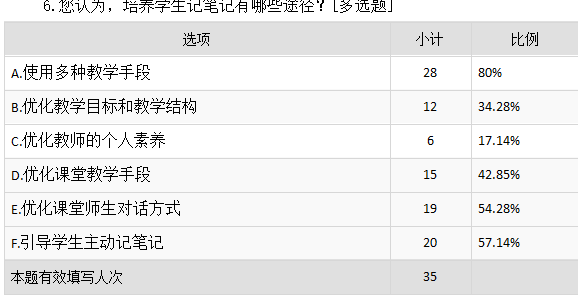 6.您认为，培养学生记笔记有哪些途径？[多选题]
选项 小计 比例
A.使用多种教学手段 28 80%
B.优化教学目标和教学结构 12 34.28%
C.优化教师的个人素养 6 17.14%
D.优化课堂教学手段 15 42.85%
E.优化课堂师生对话方式 19 54.28%
F.引导学生主动记笔记 20 57.14%
本题有效填写人次 35